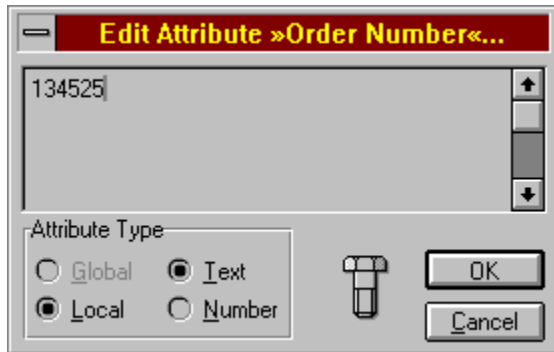 Edit Attribute »Order Number«...
134525
Attribute Type
Global
Text
Local
Number
OK
Cancel